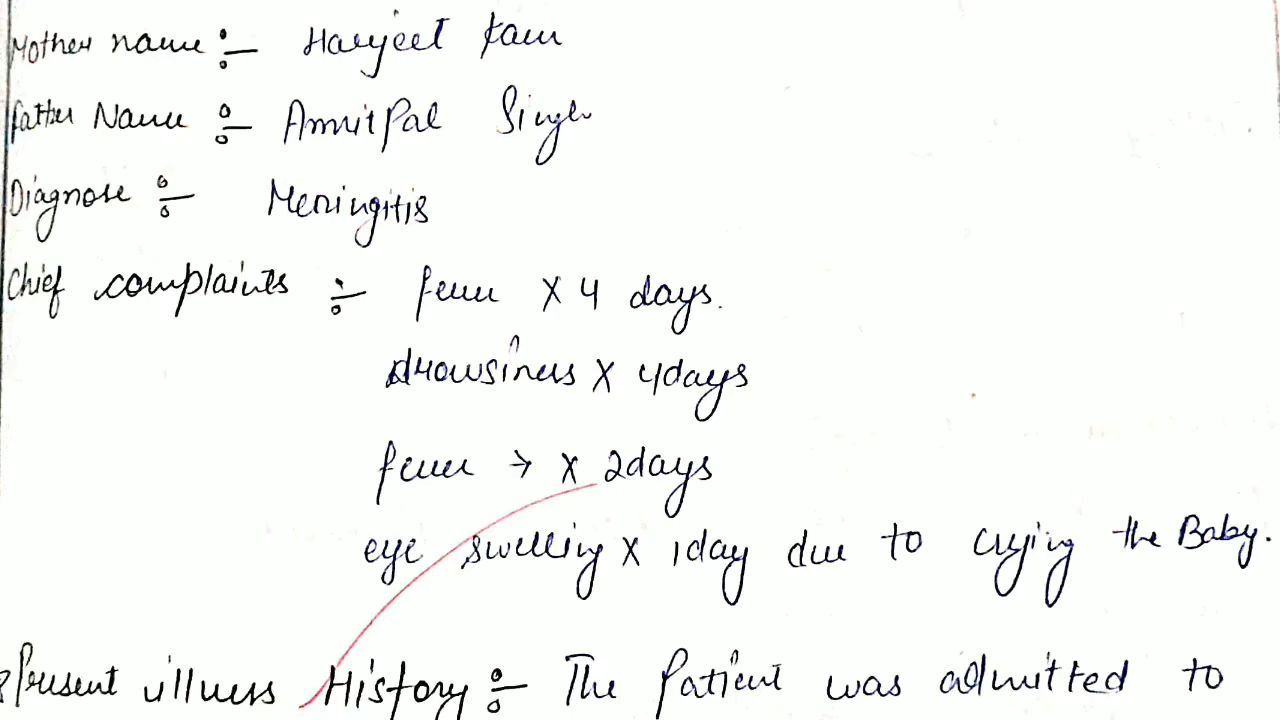 Mother name :- Harjeet Kaur
Father Name :- AmritPal Singh
Diagnose :- Meningitis
Chief complaints :- fever X 4 days.
drowsiness X 4days
fever → X 2days
eye swelling X 1day due to crying the Baby.
Present illness History :- The Patient was admitted to